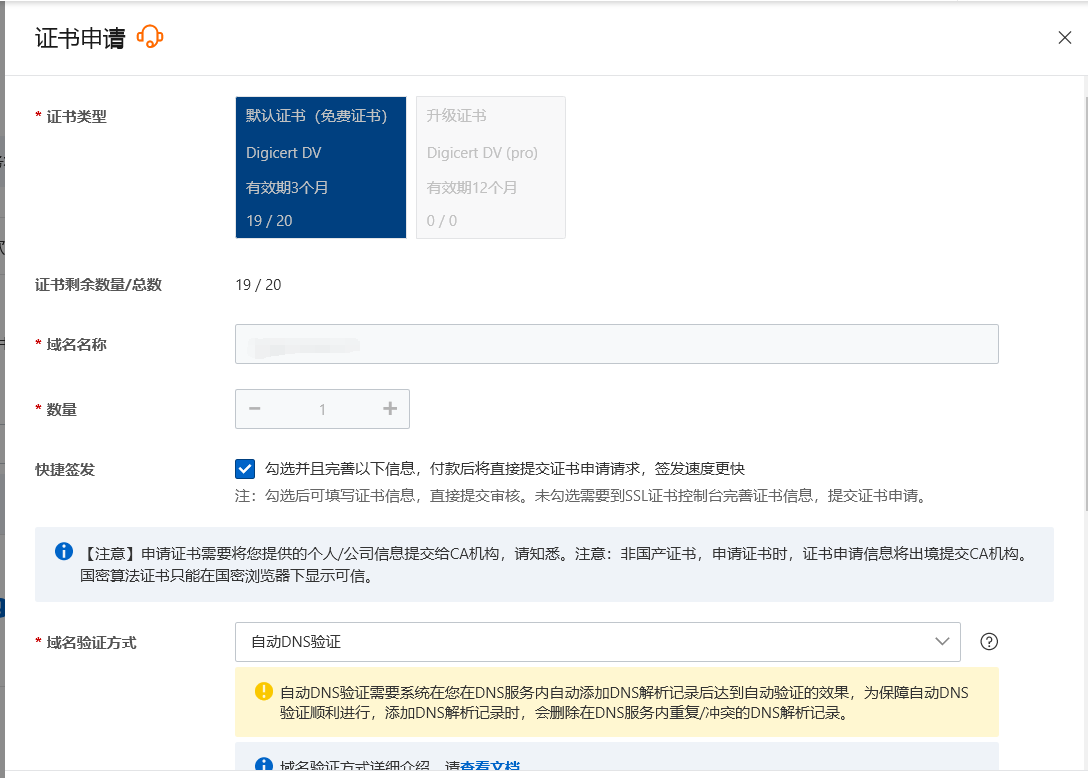 证书申请
* 证书类型
默认证书（免费证书）
Digicert DV
有效期3个月
19 / 20
升级证书
Digicert DV (pro)
有效期12个月
0 / 0
证书剩余数量/总数
19 / 20
* 域名名称
* 数量
1
快捷签发
勾选并且完善以下信息，付款后将直接提交证书申请请求，签发速度更快
注：勾选后可填写证书信息，直接提交审核。未勾选需要到SSL证书控制台完善证书信息，提交证书申请。
【注意】申请证书需要将您提供的个人/公司信息提交给CA机构，请知悉。注意：非国产证书，申请证书时，证书申请信息将出境提交CA机构。
国密算法证书只能在国密浏览器下显示可信。
* 域名验证方式
自动DNS验证
自动DNS验证需要系统在您在DNS服务内自动添加DNS解析记录后达到自动验证的效果，为保障自动DNS
验证顺利进行，添加DNS解析记录时，会删除在DNS服务内重复/冲突的DNS解析记录。
域名验证方式详细介绍，请查看文档